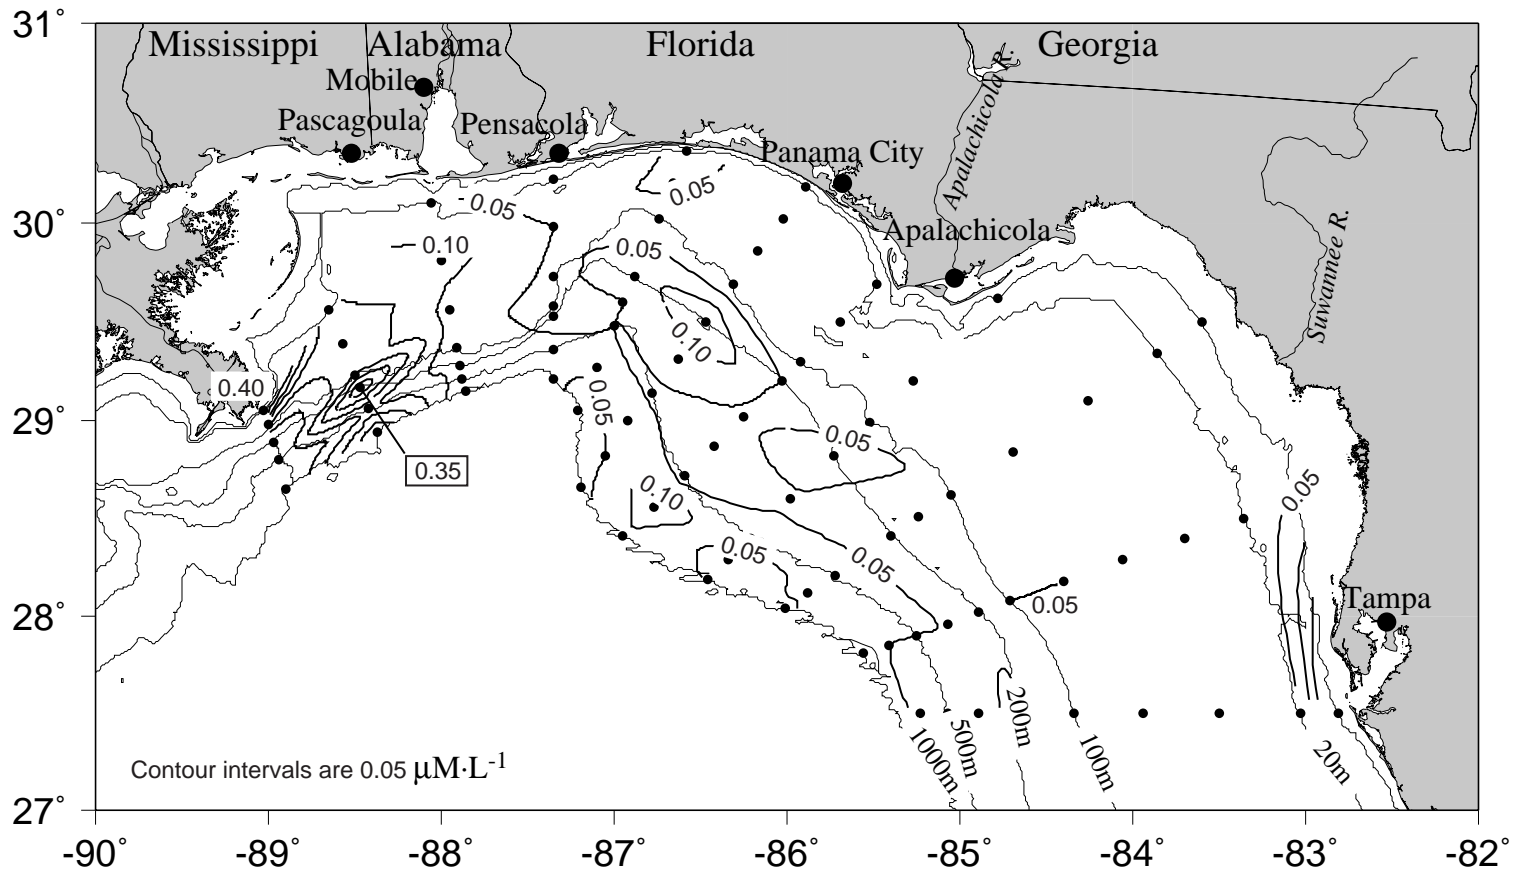 31°
Mississippi Alabama Florida Georgia
Mobile
Pascagoula Pensacola
Panama City
Apalachicola R.
0.05
0.05
30°
Apalachicola
Suwannee R.
0.10
0.05
0.10
0.40
0.05
0.05
29°
0.35
0.10
0.05
0.05
0.05
28°
0.05
Tampa
200m
500m
1000m
100m
20m
Contour intervals are 0.05 µM·L-1
27°
-90° -89° -88° -87° -86° -85° -84° -83° -82°